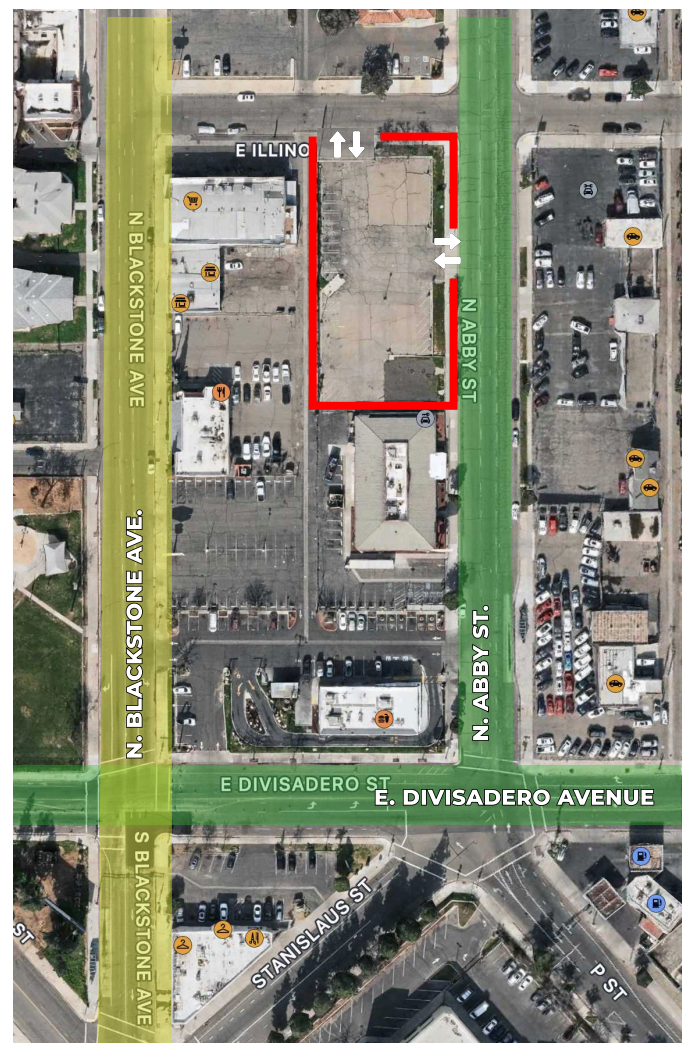 E ILLINO
N BLACKSTONE AVE
N ABBY ST
N. BLACKSTONE AVE.
N. ABBY ST.
E DIVISADERO ST
E. DIVISADERO AVENUE
S BLACKSTONE AVE
STANISLAUS ST
P ST
ST